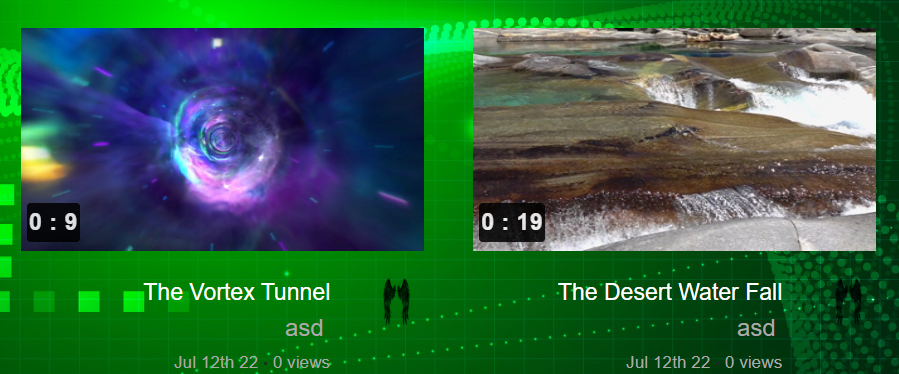 0 : 9
The Vortex Tunnel
asd
Jul 12th 22 0 views
0 : 19
The Desert Water Fall
asd
Jul 12th 22 0 views